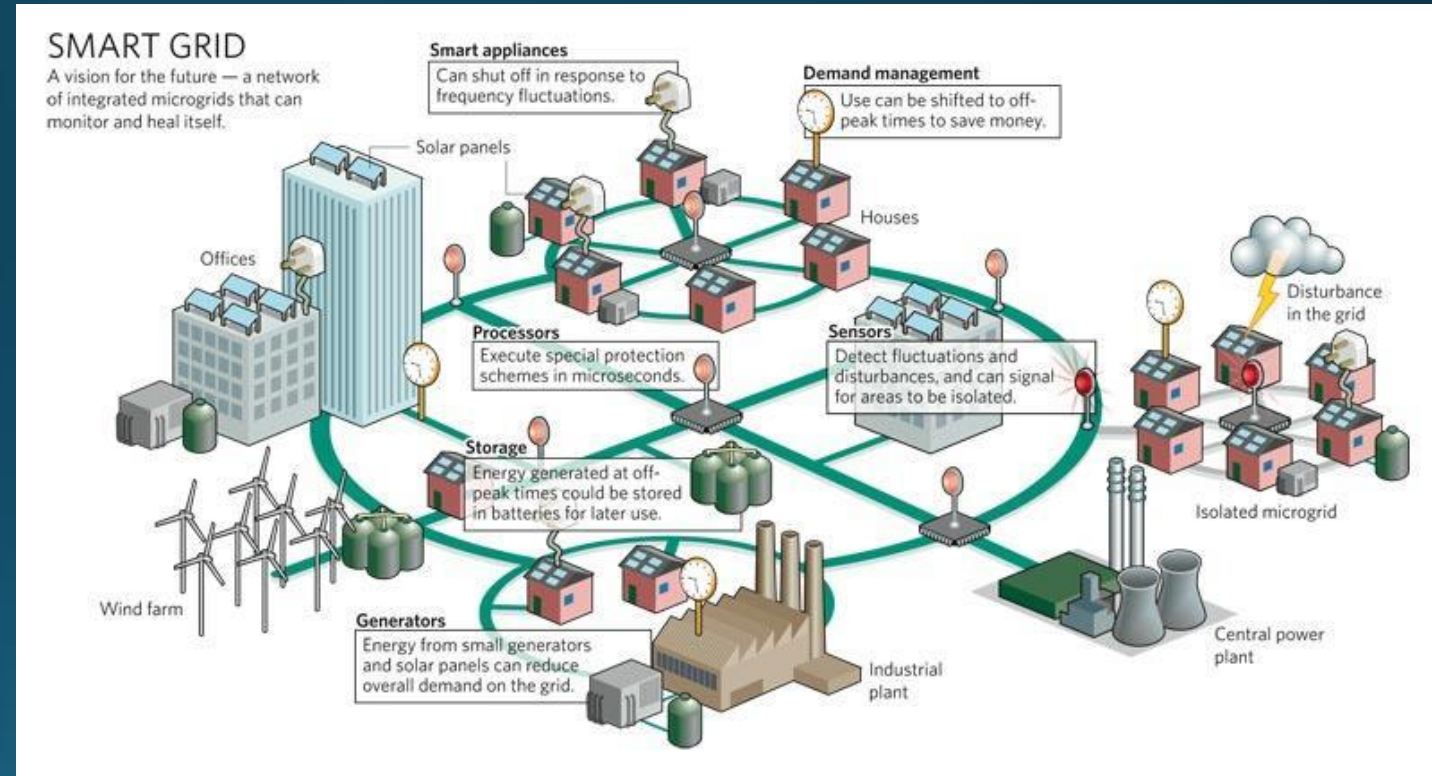 SMART GRID
A vision for the future — a network
of integrated microgrids that can
monitor and heal itself.
Smart appliances
Can shut off in response to
frequency fluctuations.
Demand management
Use can be shifted to off-
peak times to save money.
Solar panels
Houses
Offices
Disturbance
in the grid
Processors
Execute special protection
schemes in microseconds.
Sensors
Detect fluctuations and
disturbances, and can signal
for areas to be isolated.
Storage
Energy generated at off-
peak times could be stored
in batteries for later use.
Isolated microgrid
Wind farm
Generators
Energy from small generators
and solar panels can reduce
overall demand on the grid.
Industrial
plant
Central power
plant